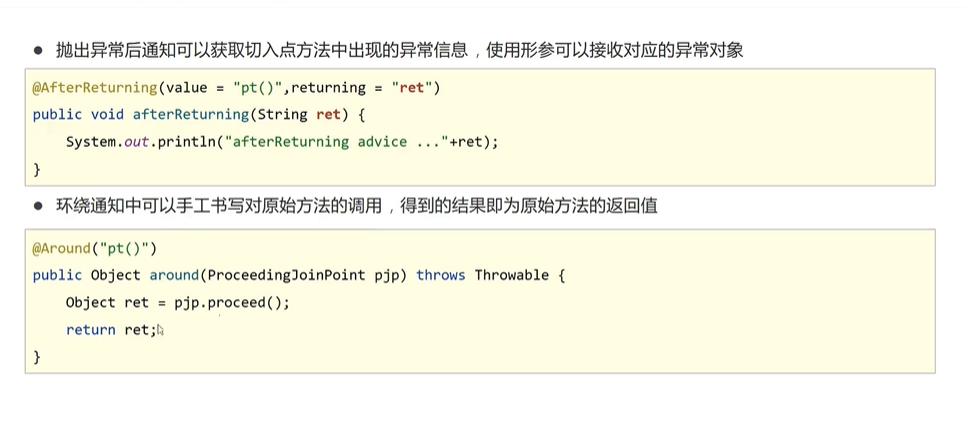 ● 抛出异常后通知可以获取切入点方法中出现的异常信息，使用形参可以接收对应的异常对象
@AfterReturning(value = "pt()",returning = "ret")
public void afterReturning(String ret) {
    System.out.println("afterReturning advice ..."+ret);
}
● 环绕通知中可以手工书写对原始方法的调用，得到的结果即为原始方法的返回值
@Around("pt()")
public Object around(ProceedingJoinPoint pjp) throws Throwable {
    Object ret = pjp.proceed();
    return ret;
}